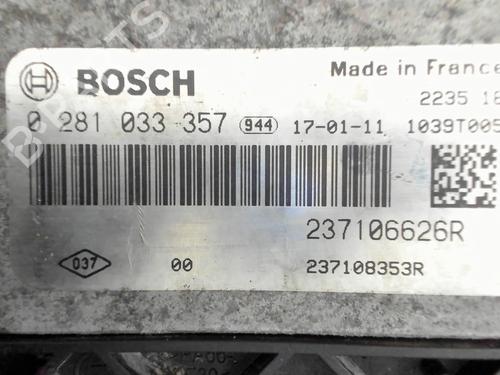 BOSCH
Made in France
2235 18
0 281 033 357 944 17-01-11 1039T005
237106626R
037 00 237108353R